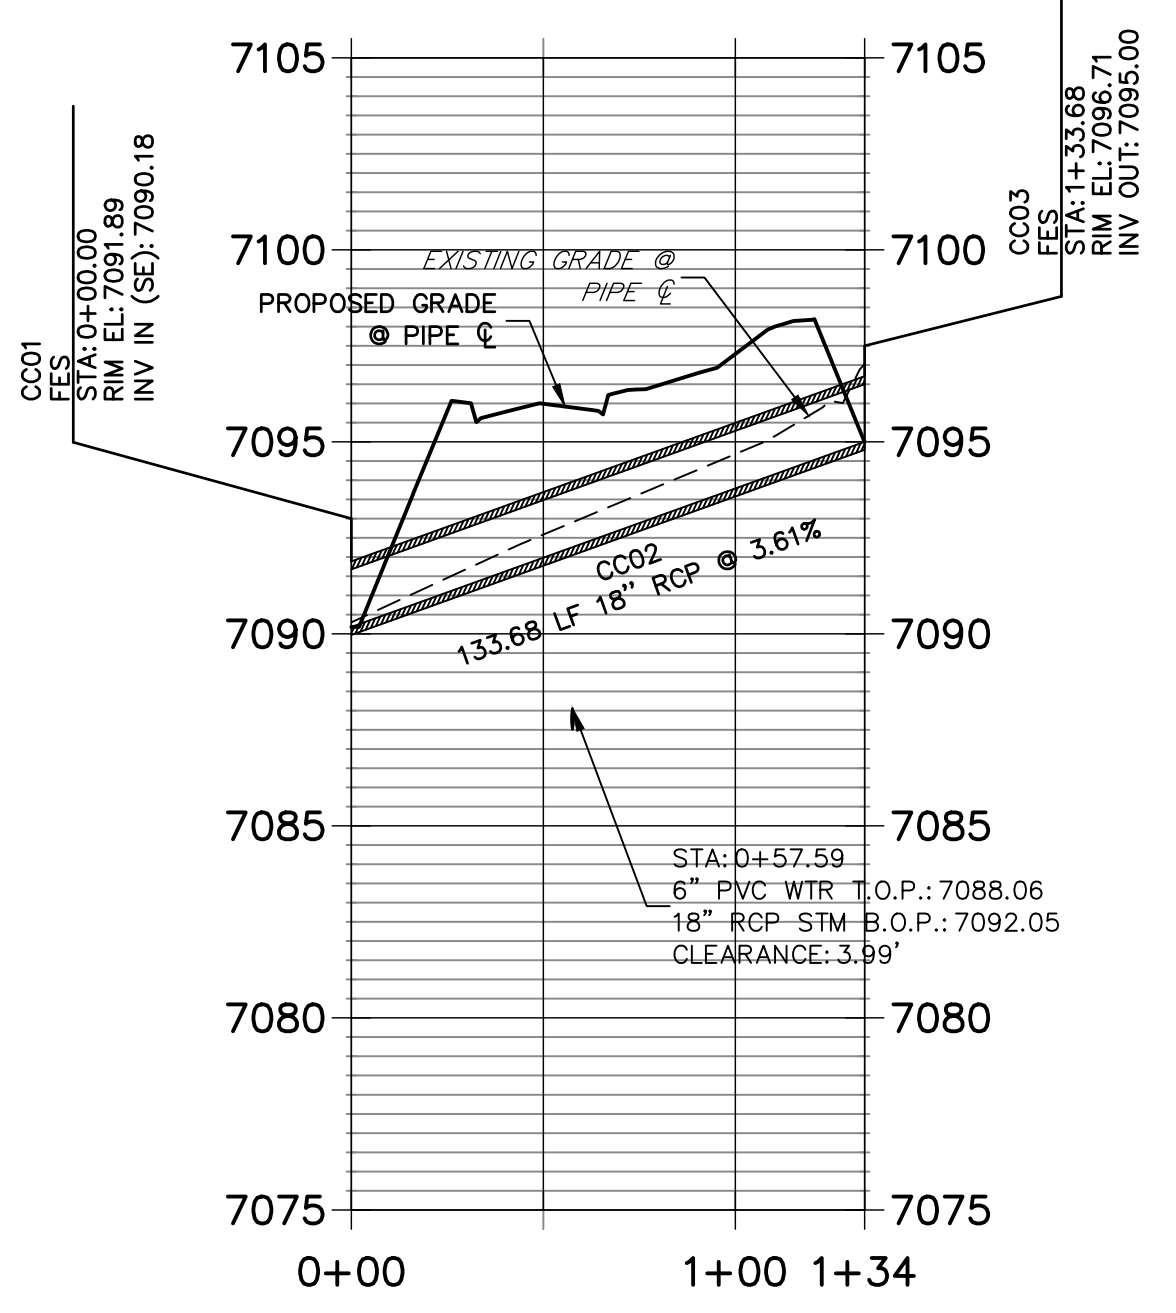 7105
7105
CC01
FES
STA: 0+00.00
RIM EL: 7091.89
INV IN (SE): 7090.18
CC03
FES
STA: 1+33.68
RIM EL: 7096.71
INV OUT: 7095.00
7100
7100
EXISTING GRADE @
PIPE ℄
PROPOSED GRADE
@ PIPE ℄
7095
7095
CC02
133.68 LF 18" RCP @ 3.61%
7090
7090
7085
7085
STA: 0+57.59
6" PVC WTR T.O.P.: 7088.06
18" RCP STM B.O.P.: 7092.05
CLEARANCE: 3.99'
7080
7080
7075
7075
0+00
1+00
1+34